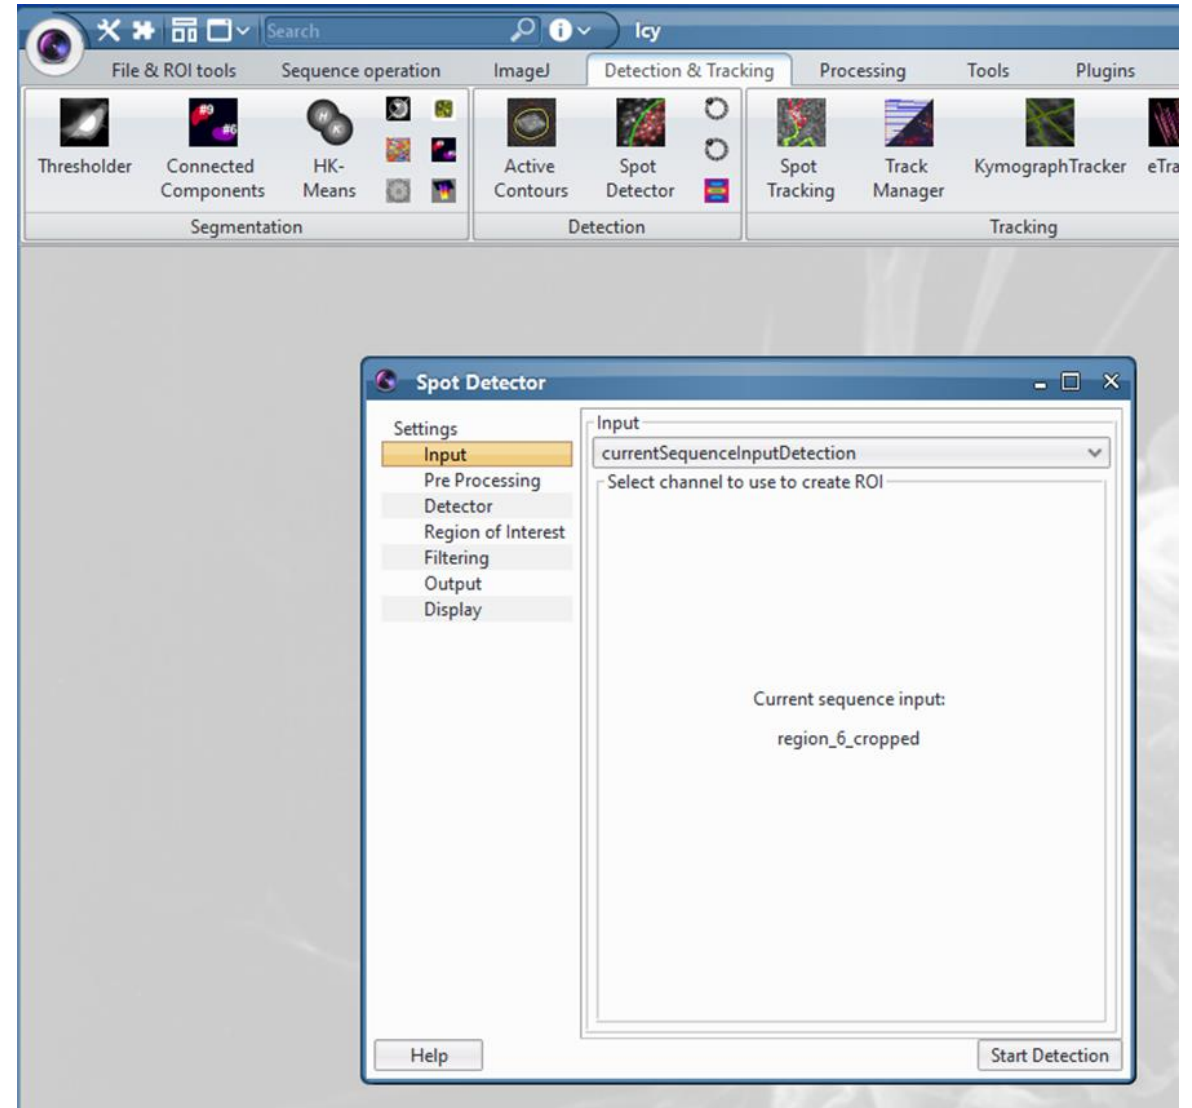 Search
Icy
File & ROI tools Sequence operation ImageJ Detection & Tracking Processing Tools Plugins
#9
#6
H
K
Thresholder Connected Components HK-Means Active Contours Spot Detector Spot Tracking Track Manager KymographTracker eTra
Segmentation Detection Tracking
Spot Detector
Settings
Input
Pre Processing
Detector
Region of Interest
Filtering
Output
Display
Input
currentSequenceInputDetection
Select channel to use to create ROI
Current sequence input:
region_6_cropped
Help
Start Detection